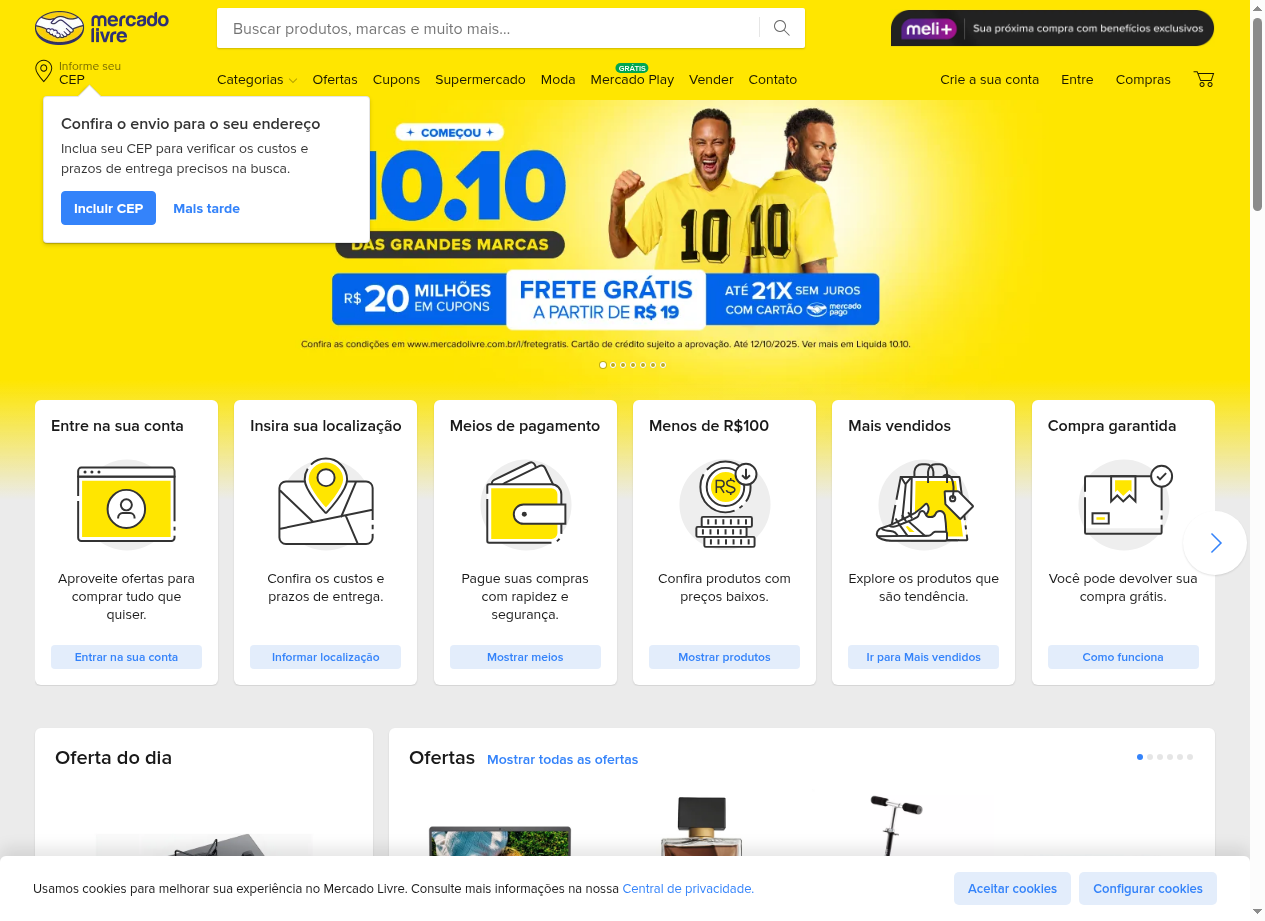 mercado
livre
Buscar produtos, marcas e muito mais...
meli+
Sua próxima compra com benefícios exclusivos
Informe seu
CEP
Categorias
Ofertas
Cupons
Supermercado
Moda
GRÁTIS
Mercado Play
Vender
Contato
Crie a sua conta
Entre
Compras
Confira o envio para o seu endereço
Inclua seu CEP para verificar os custos e
prazos de entrega precisos na busca.
Incluir CEP
Mais tarde
COMEÇOU
10.10
DAS GRANDES MARCAS
10
10
R$ 20 MILHÕES
EM CUPONS
FRETE GRÁTIS
A PARTIR DE R$ 19
ATÉ 21X SEM JUROS
COM CARTÃO mercado pago
Confira as condições em www.mercadolivre.com.br/l/fretegratis. Cartão de crédito sujeito a aprovação. Até 12/10/2025. Ver mais em Liquida 10.10.
Entre na sua conta
Aproveite ofertas para
comprar tudo que
quiser.
Entrar na sua conta
Insira sua localização
Confira os custos e
prazos de entrega.
Informar localização
Meios de pagamento
Pague suas compras
com rapidez e
segurança.
Mostrar meios
Menos de R$100
R$
Confira produtos com
preços baixos.
Mostrar produtos
Mais vendidos
Explore os produtos que
são tendência.
Ir para Mais vendidos
Compra garantida
Você pode devolver sua
compra grátis.
Como funciona
Oferta do dia
Ofertas
Mostrar todas as ofertas
Usamos cookies para melhorar sua experiência no Mercado Livre. Consulte mais informações na nossa Central de privacidade.
Aceitar cookies
Configurar cookies